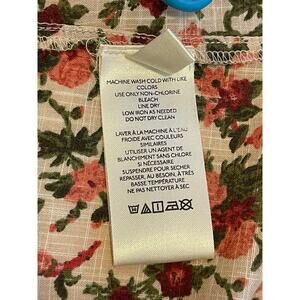 MACHINE WASH COLD WITH LIKE
COLORS
USE ONLY NON-CHLORINE
BLEACH
LINE DRY
LOW IRON AS NEEDED
DO NOT DRY CLEAN
LAVER À LA MACHINE À L'EAU
FROIDE AVEC COULEURS
SIMILAIRES
UTILISER UN AGENT DE
BLANCHIMENT SANS CHLORE
SI NÉCESSAIRE
SUSPENDRE POUR SÉCHER
REPASSER, AU BESOIN, À TRÈS
BASSE TEMPÉRATURE
NE PAS NETTOYER À SEC